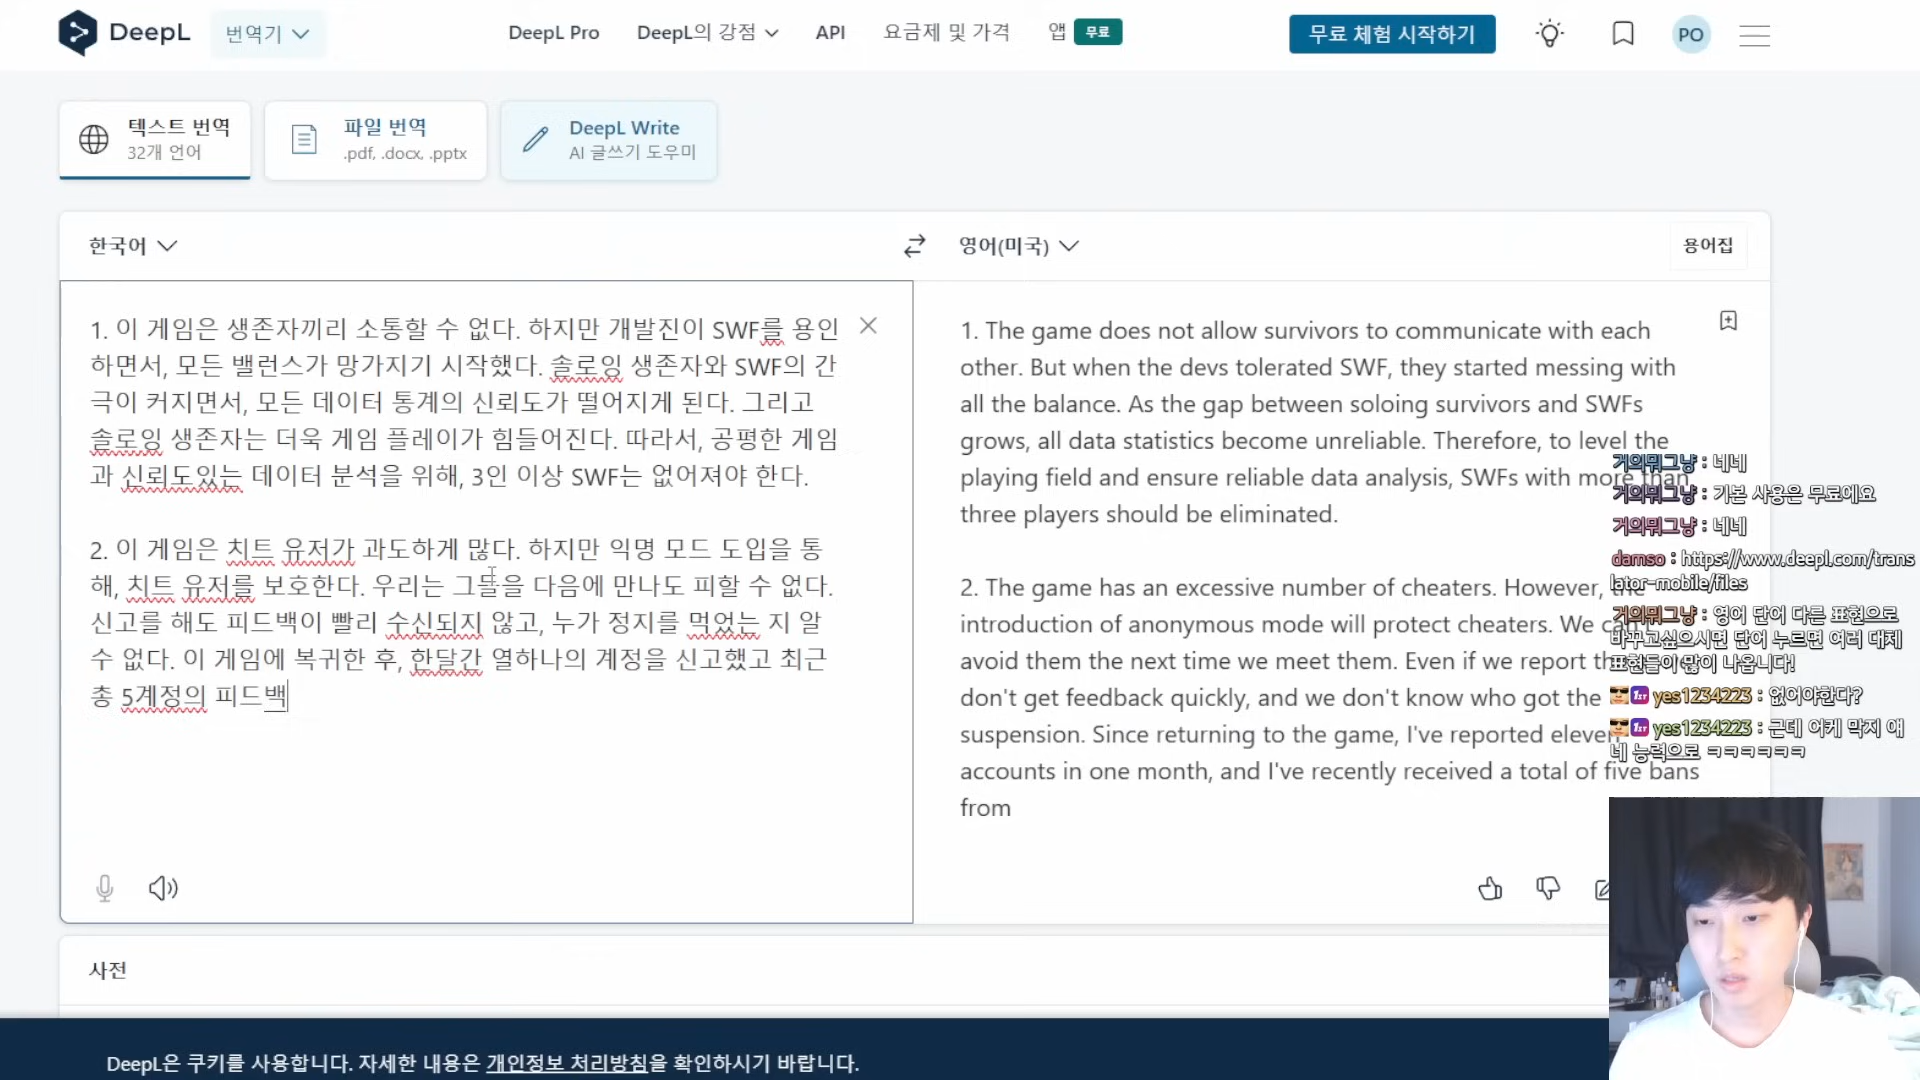 DeepL 번역기 DeepL Pro DeepL의 강점 API 요금제 및 가격 앱 무료 무료 체험 시작하기 PO
텍스트 번역
32개 언어
파일 번역
.pdf, .docx, .pptx
DeepL Write
AI 글쓰기 도우미
한국어
영어(미국)
용어집
1. 이 게임은 생존자끼리 소통할 수 없다. 하지만 개발진이 SWF를 용인
하면서, 모든 밸런스가 망가지기 시작했다. 솔로잉 생존자와 SWF의 간
극이 커지면서, 모든 데이터 통계의 신뢰도가 떨어지게 된다. 그리고
솔로잉 생존자는 더욱 게임 플레이가 힘들어진다. 따라서, 공평한 게임
과 신뢰도있는 데이터 분석을 위해, 3인 이상 SWF는 없어져야 한다.
2. 이 게임은 치트 유저가 과도하게 많다. 하지만 익명 모드 도입을 통
해, 치트 유저를 보호한다. 우리는 그들을 다음에 만나도 피할 수 없다.
신고를 해도 피드백이 빨리 수신되지 않고, 누가 정지를 먹었는 지 알
수 없다. 이 게임에 복귀한 후, 한달간 열하나의 계정을 신고했고 최근
총 5계정의 피드백
1. The game does not allow survivors to communicate with each
other. But when the devs tolerated SWF, they started messing with
all the balance. As the gap between soloing survivors and SWFs
grows, all data statistics become unreliable. Therefore, to level the
playing field and ensure reliable data analysis, SWFs with more than
three players should be eliminated.
2. The game has an excessive number of cheaters. However, the
introduction of anonymous mode will protect cheaters. We can't
avoid them the next time we meet them. Even if we report th
don't get feedback quickly, and we don't know who got the
suspension. Since returning to the game, I've reported eleven
accounts in one month, and I've recently received a total of five bans
from
거의뭐그냥 : 네네
거의뭐그냥 : 기본 사용은 무료에요
거의뭐그냥 : 네네
damso : https://www.deepl.com/trans
lator-mobile/files
거의뭐그냥 : 영어 단어 다른 표현으로
바꾸고싶으시면 단어 누르면 여러 대체
표현들이 많이 나옵니다!
yes1234223 : 없어야한다?
yes1234223 : 근데 어케 막지 얘
네 능력으로 ㅋㅋㅋㅋㅋㅋ
사전
DeepL은 쿠키를 사용합니다. 자세한 내용은 개인정보 처리방침을 확인하시기 바랍니다.